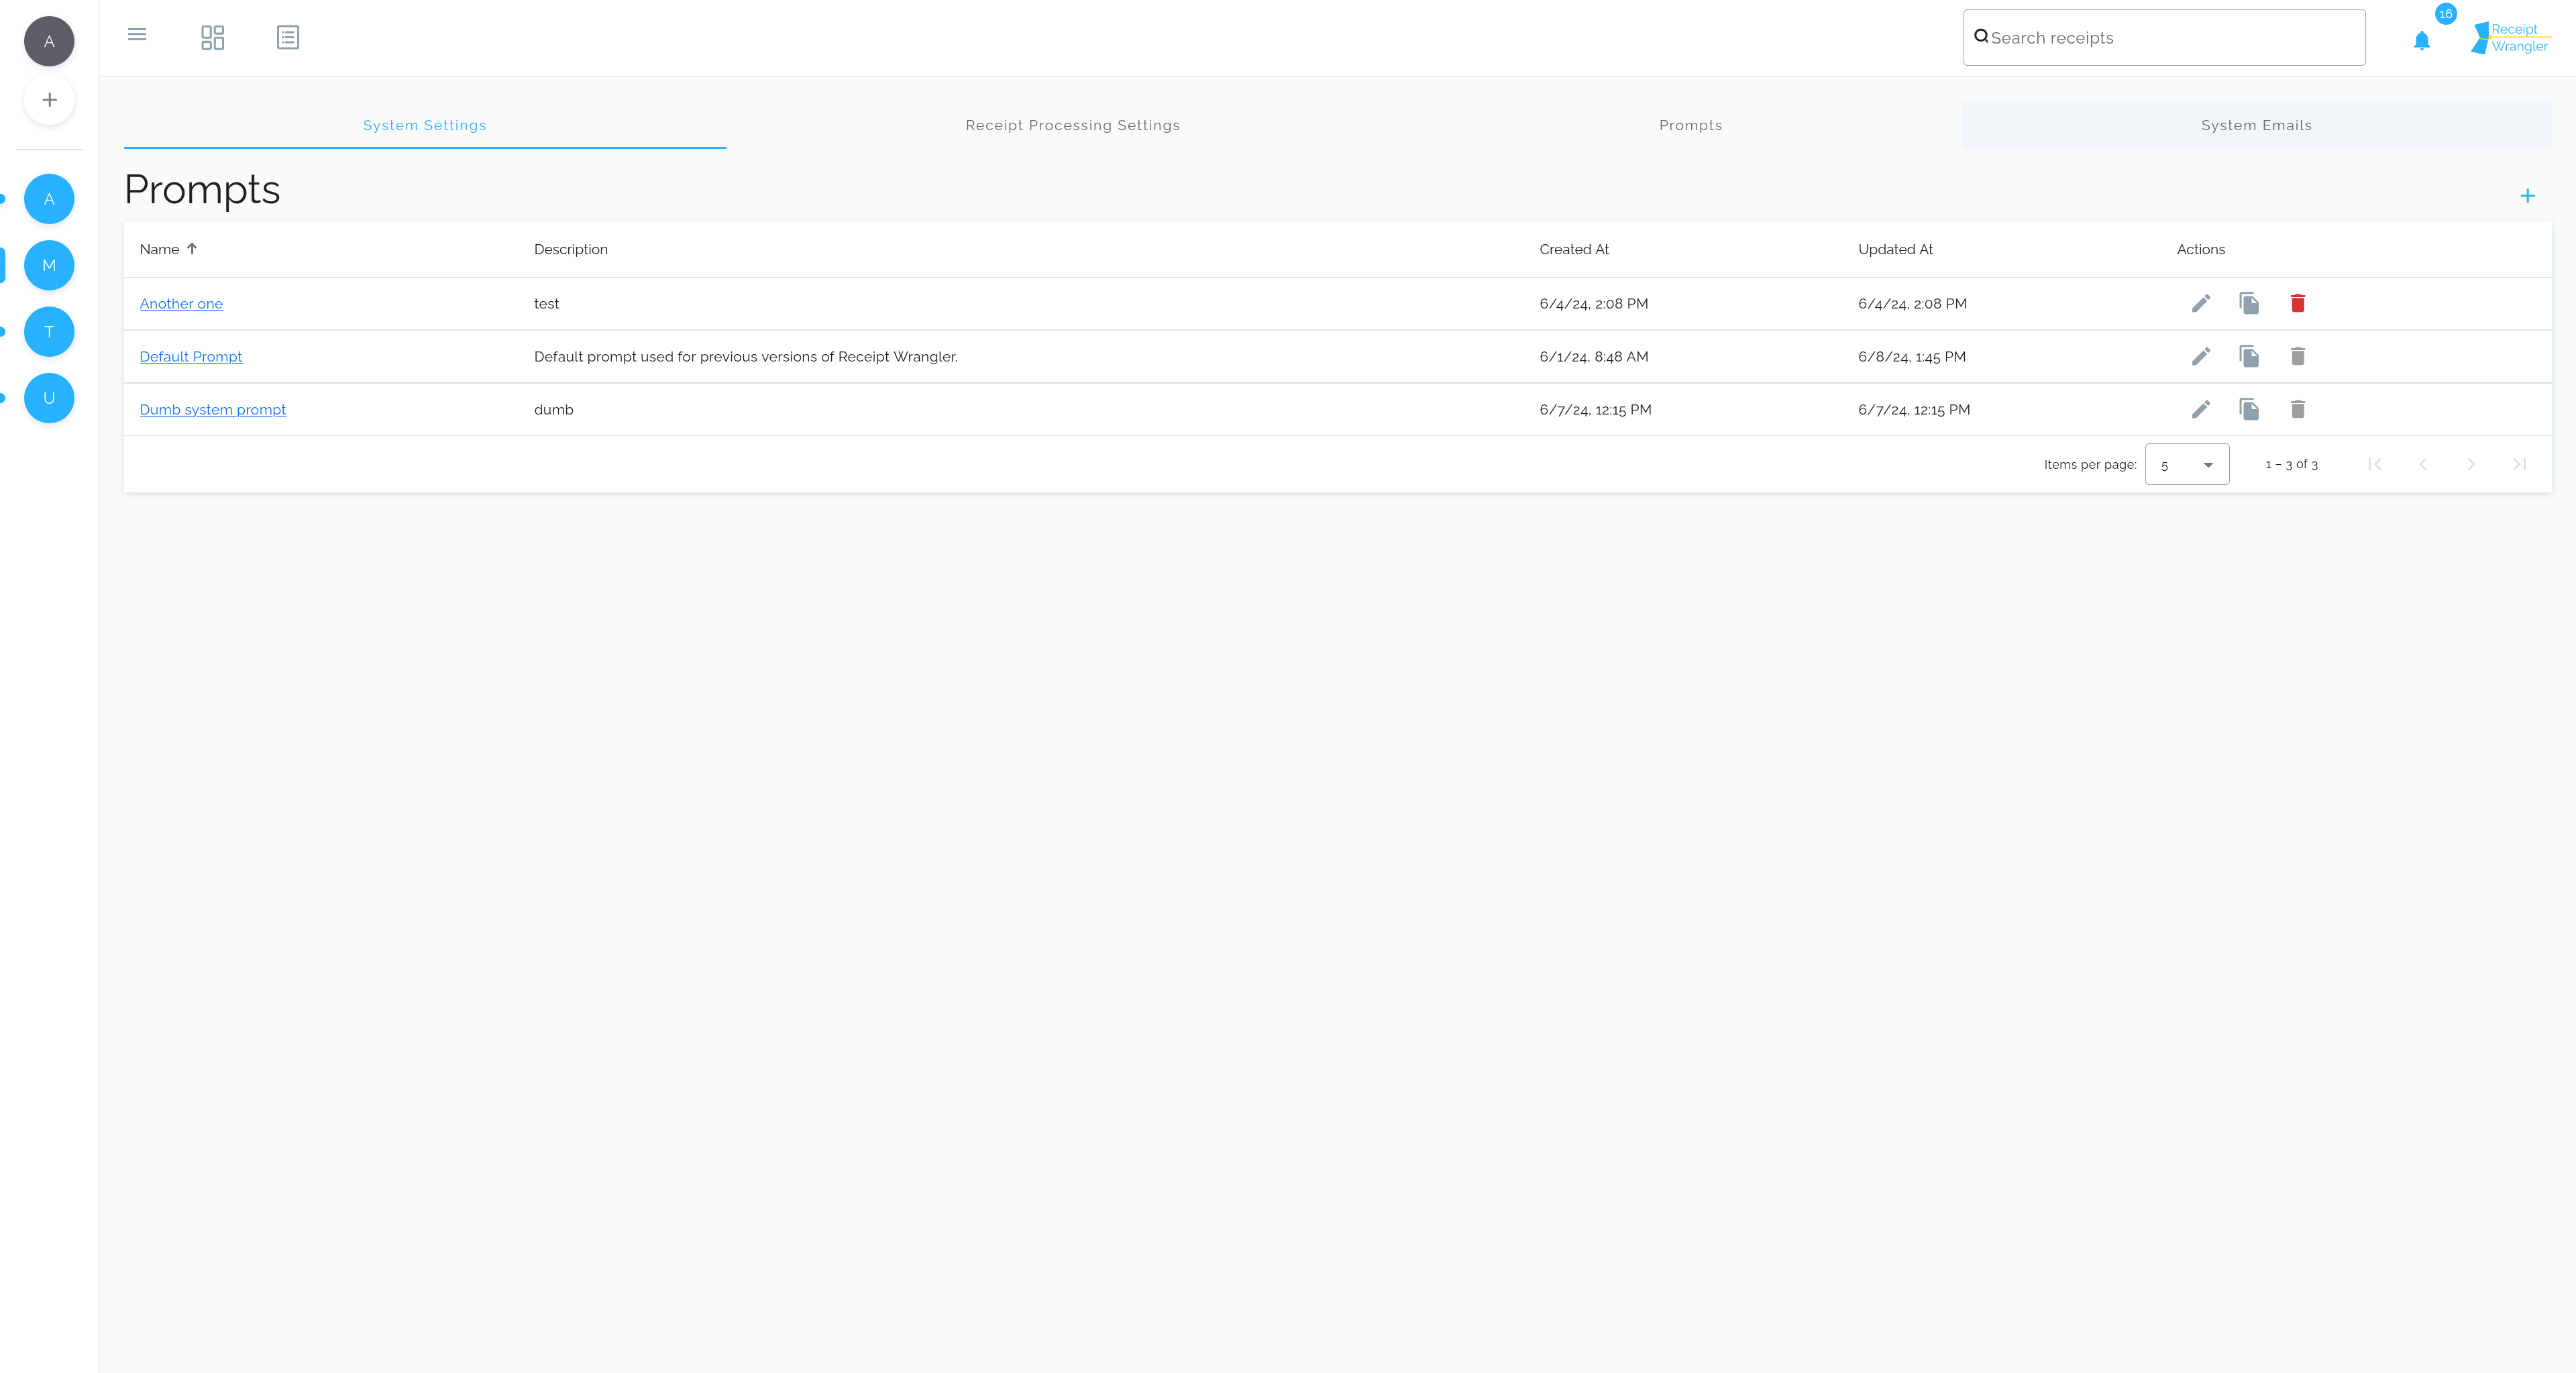 A
Search receipts
16
Receipt
Wrangler
System Settings
Receipt Processing Settings
Prompts
System Emails
Prompts
Name Description Created At Updated At Actions
A
M
T
U
Another one test 6/4/24, 2:08 PM 6/4/24, 2:08 PM
Default Prompt Default prompt used for previous versions of Receipt Wrangler. 6/1/24, 8:48 AM 6/8/24, 1:45 PM
Dumb system prompt dumb 6/7/24, 12:15 PM 6/7/24, 12:15 PM
Items per page: 5 1 – 3 of 3